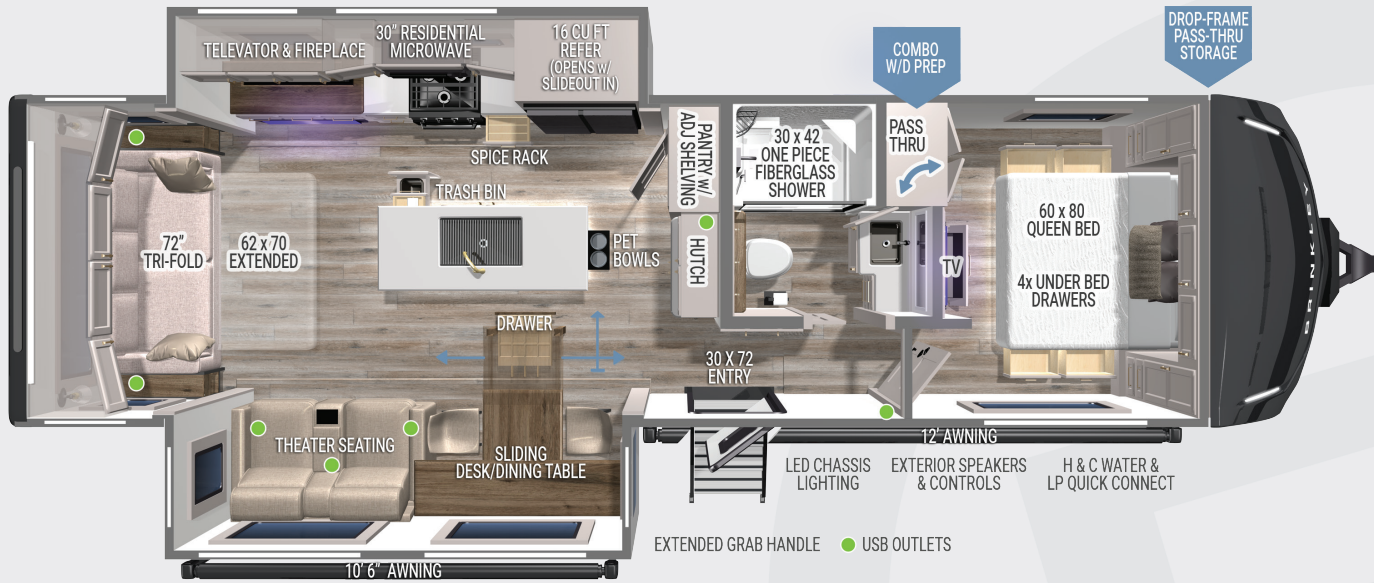 TELEVATOR & FIREPLACE
30" RESIDENTIAL
MICROWAVE
16 CU FT
REFER
(OPENS w/
SLIDEOUT IN)
COMBO
W/D PREP
DROP-FRAME
PASS-THRU
STORAGE
SPICE RACK
PANTRY w/
ADJ SHELVING
30 x 42
ONE PIECE
FIBERGLASS
SHOWER
PASS
THRU
TRASH BIN
72"
TRI-FOLD
62 x 70
EXTENDED
PET
BOWLS
HUTCH
TV
60 x 80
QUEEN BED
4x UNDER BED
DRAWERS
BRINKLEY
DRAWER
30 X 72
ENTRY
THEATER SEATING
SLIDING
DESK/DINING TABLE
12' AWNING
LED CHASSIS
LIGHTING
EXTERIOR SPEAKERS
& CONTROLS
H & C WATER &
LP QUICK CONNECT
EXTENDED GRAB HANDLE
USB OUTLETS
10' 6" AWNING